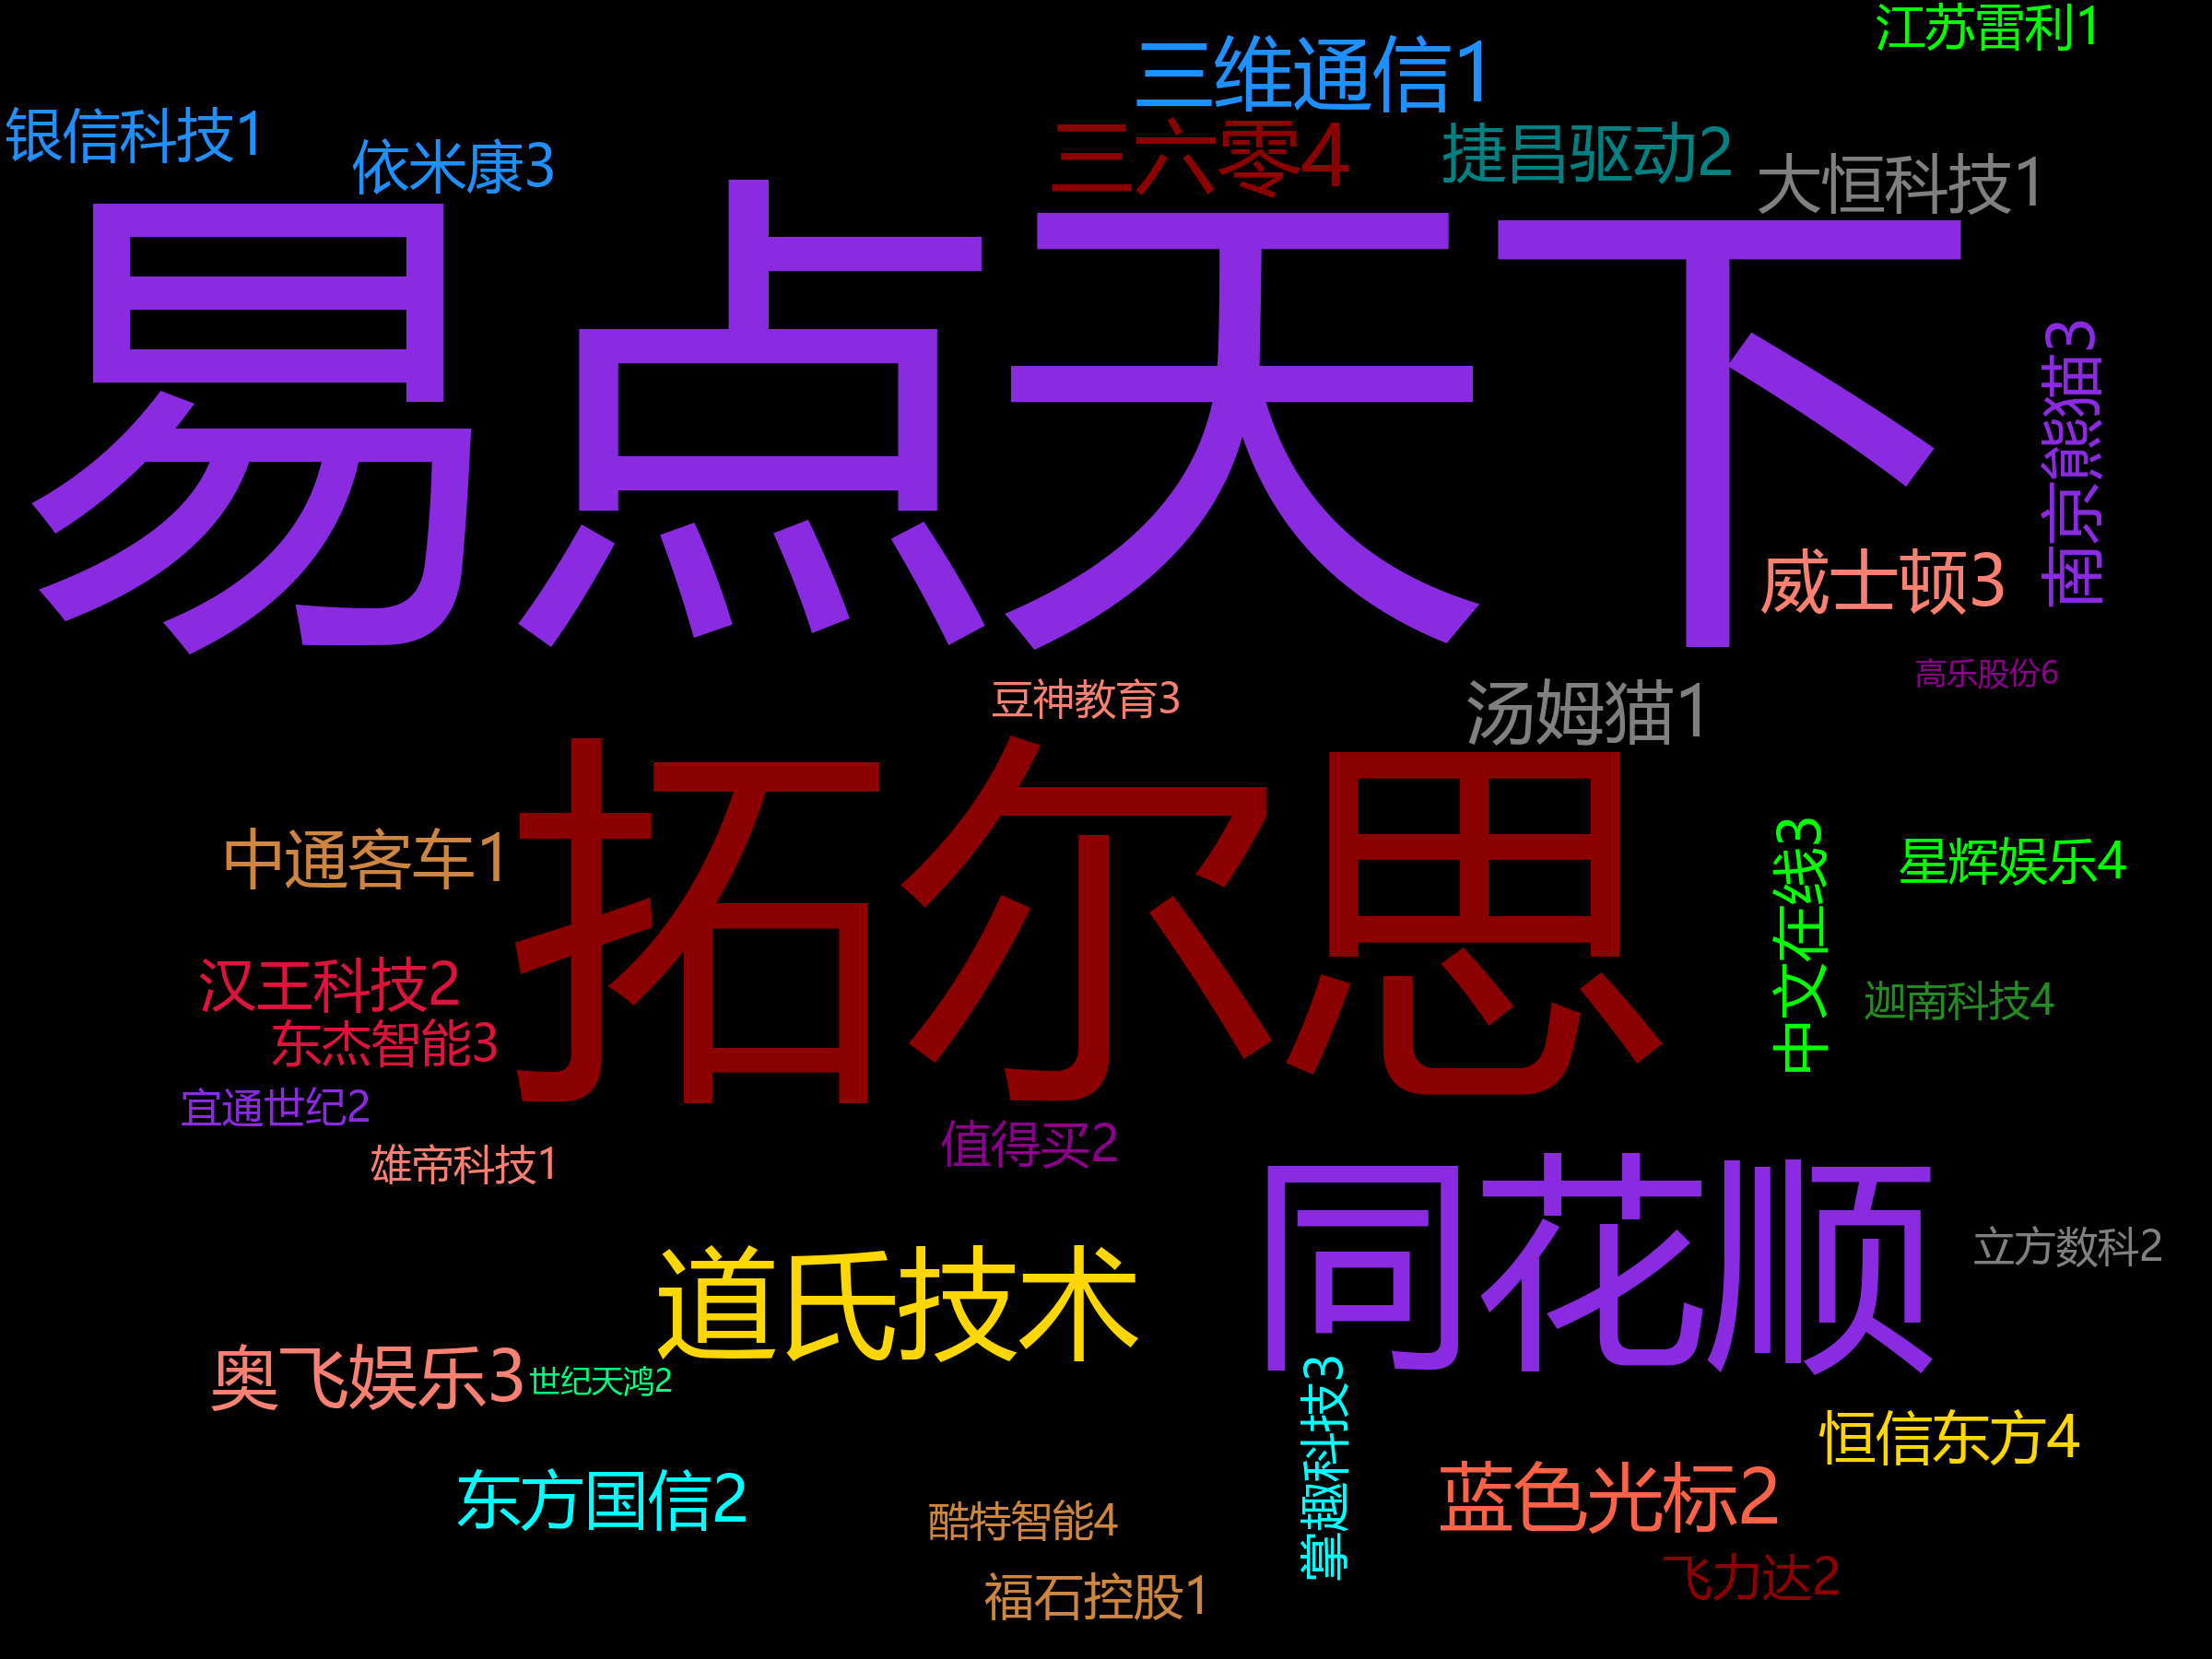 江苏雷利1
三维通信1
银信科技1
依米康3
三六零4
捷昌驱动2
大恒科技1
易点天下
南京熊猫3
威士顿3
高乐股份6
豆神教育3
汤姆猫1
拓尔思
中通客车1
中文在线3
星辉娱乐4
汉王科技2
迦南科技4
东杰智能3
宜通世纪2
值得买2
雄帝科技1
同花顺
道氏技术
立方数科2
奥飞娱乐3
世纪天鸿2
掌趣科技3
恒信东方4
东方国信2
蓝色光标2
酷特智能4
飞力达2
福石控股1